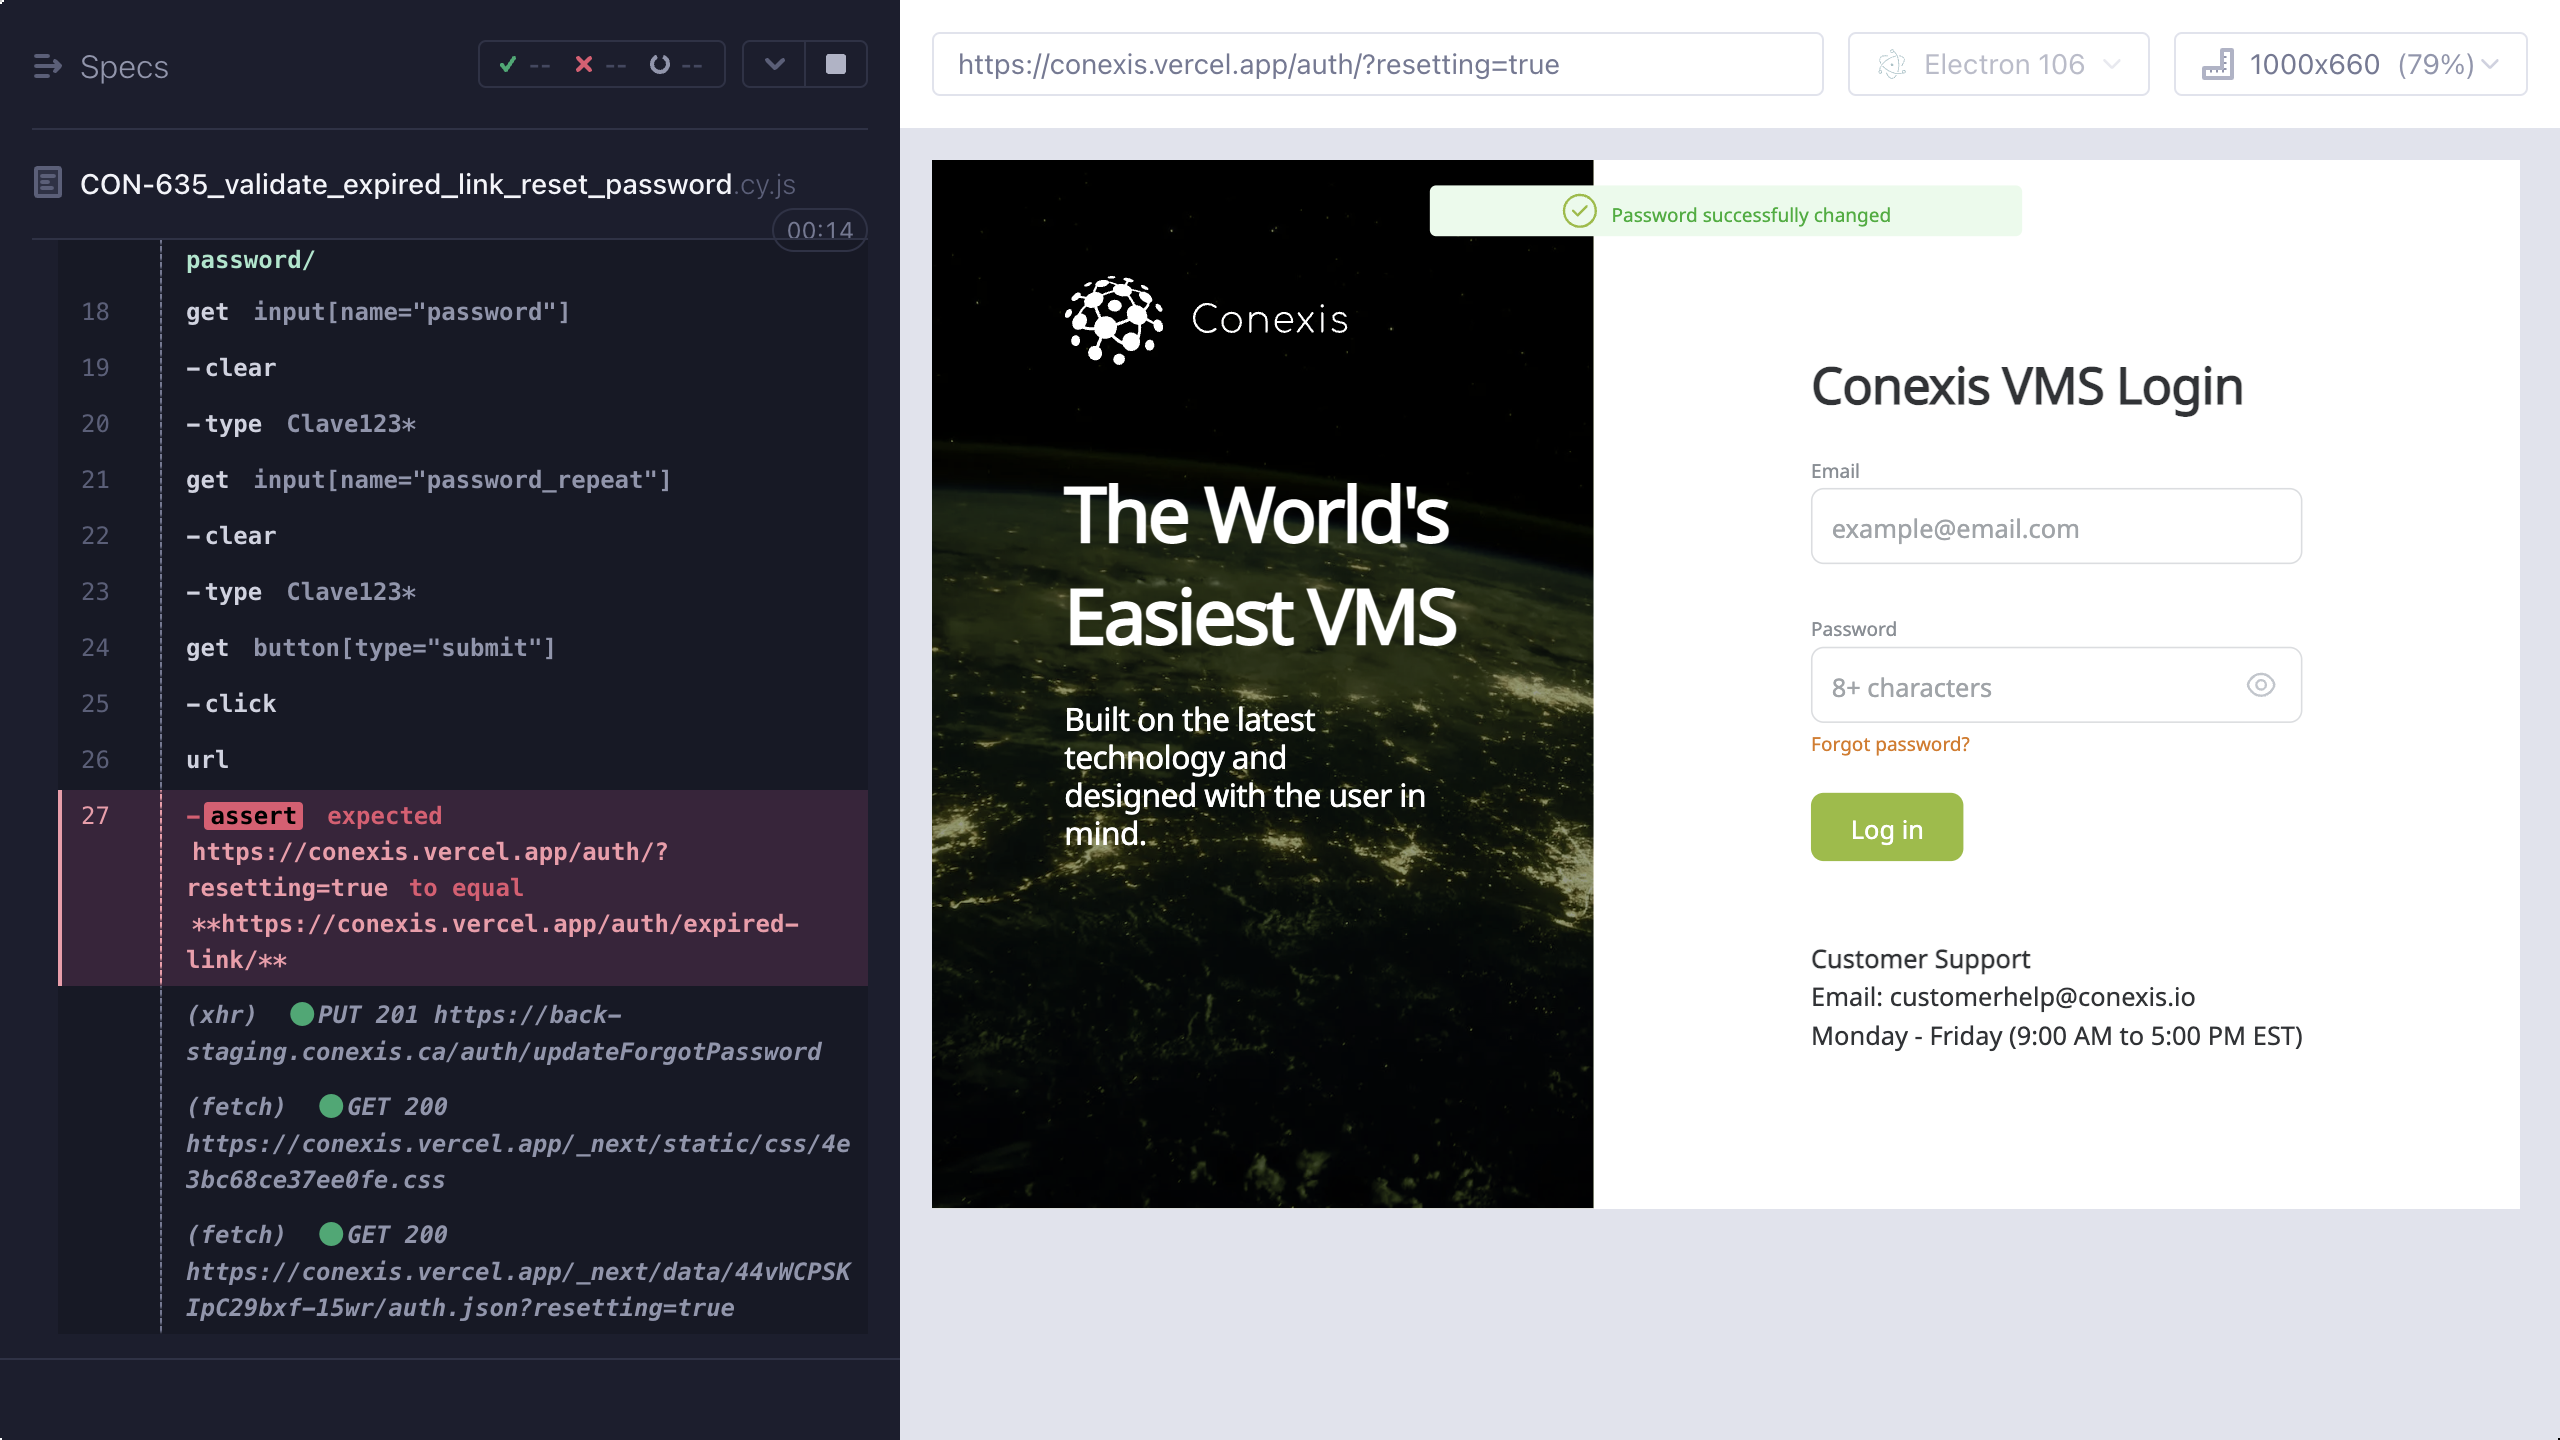 Specs
-- -- --
CON-635_validate_expired_link_reset_password.cy.js
00:14
password/
18 get input[name="password"]
19 -clear
20 -type Clave123*
21 get input[name="password_repeat"]
22 -clear
23 -type Clave123*
24 get button[type="submit"]
25 -click
26 url
27 -assert expected
https://conexis.vercel.app/auth/?
resetting=true to equal
**https://conexis.vercel.app/auth/expired-
link/**
(xhr) PUT 201 https://back-
staging.conexis.ca/auth/updateForgotPassword
(fetch) GET 200
https://conexis.vercel.app/_next/static/css/4e
3bc68ce37ee0fe.css
(fetch) GET 200
https://conexis.vercel.app/_next/data/44vWCPSK
IpC29bxf-15wr/auth.json?resetting=true
https://conexis.vercel.app/auth/?resetting=true
Electron 106
1000x660 (79%)
Password successfully changed
Conexis
The World's
Easiest VMS
Built on the latest
technology and
designed with the user in
mind.
Conexis VMS Login
Email
example@email.com
Password
8+ characters
Forgot password?
Log in
Customer Support
Email: customerhelp@conexis.io
Monday - Friday (9:00 AM to 5:00 PM EST)